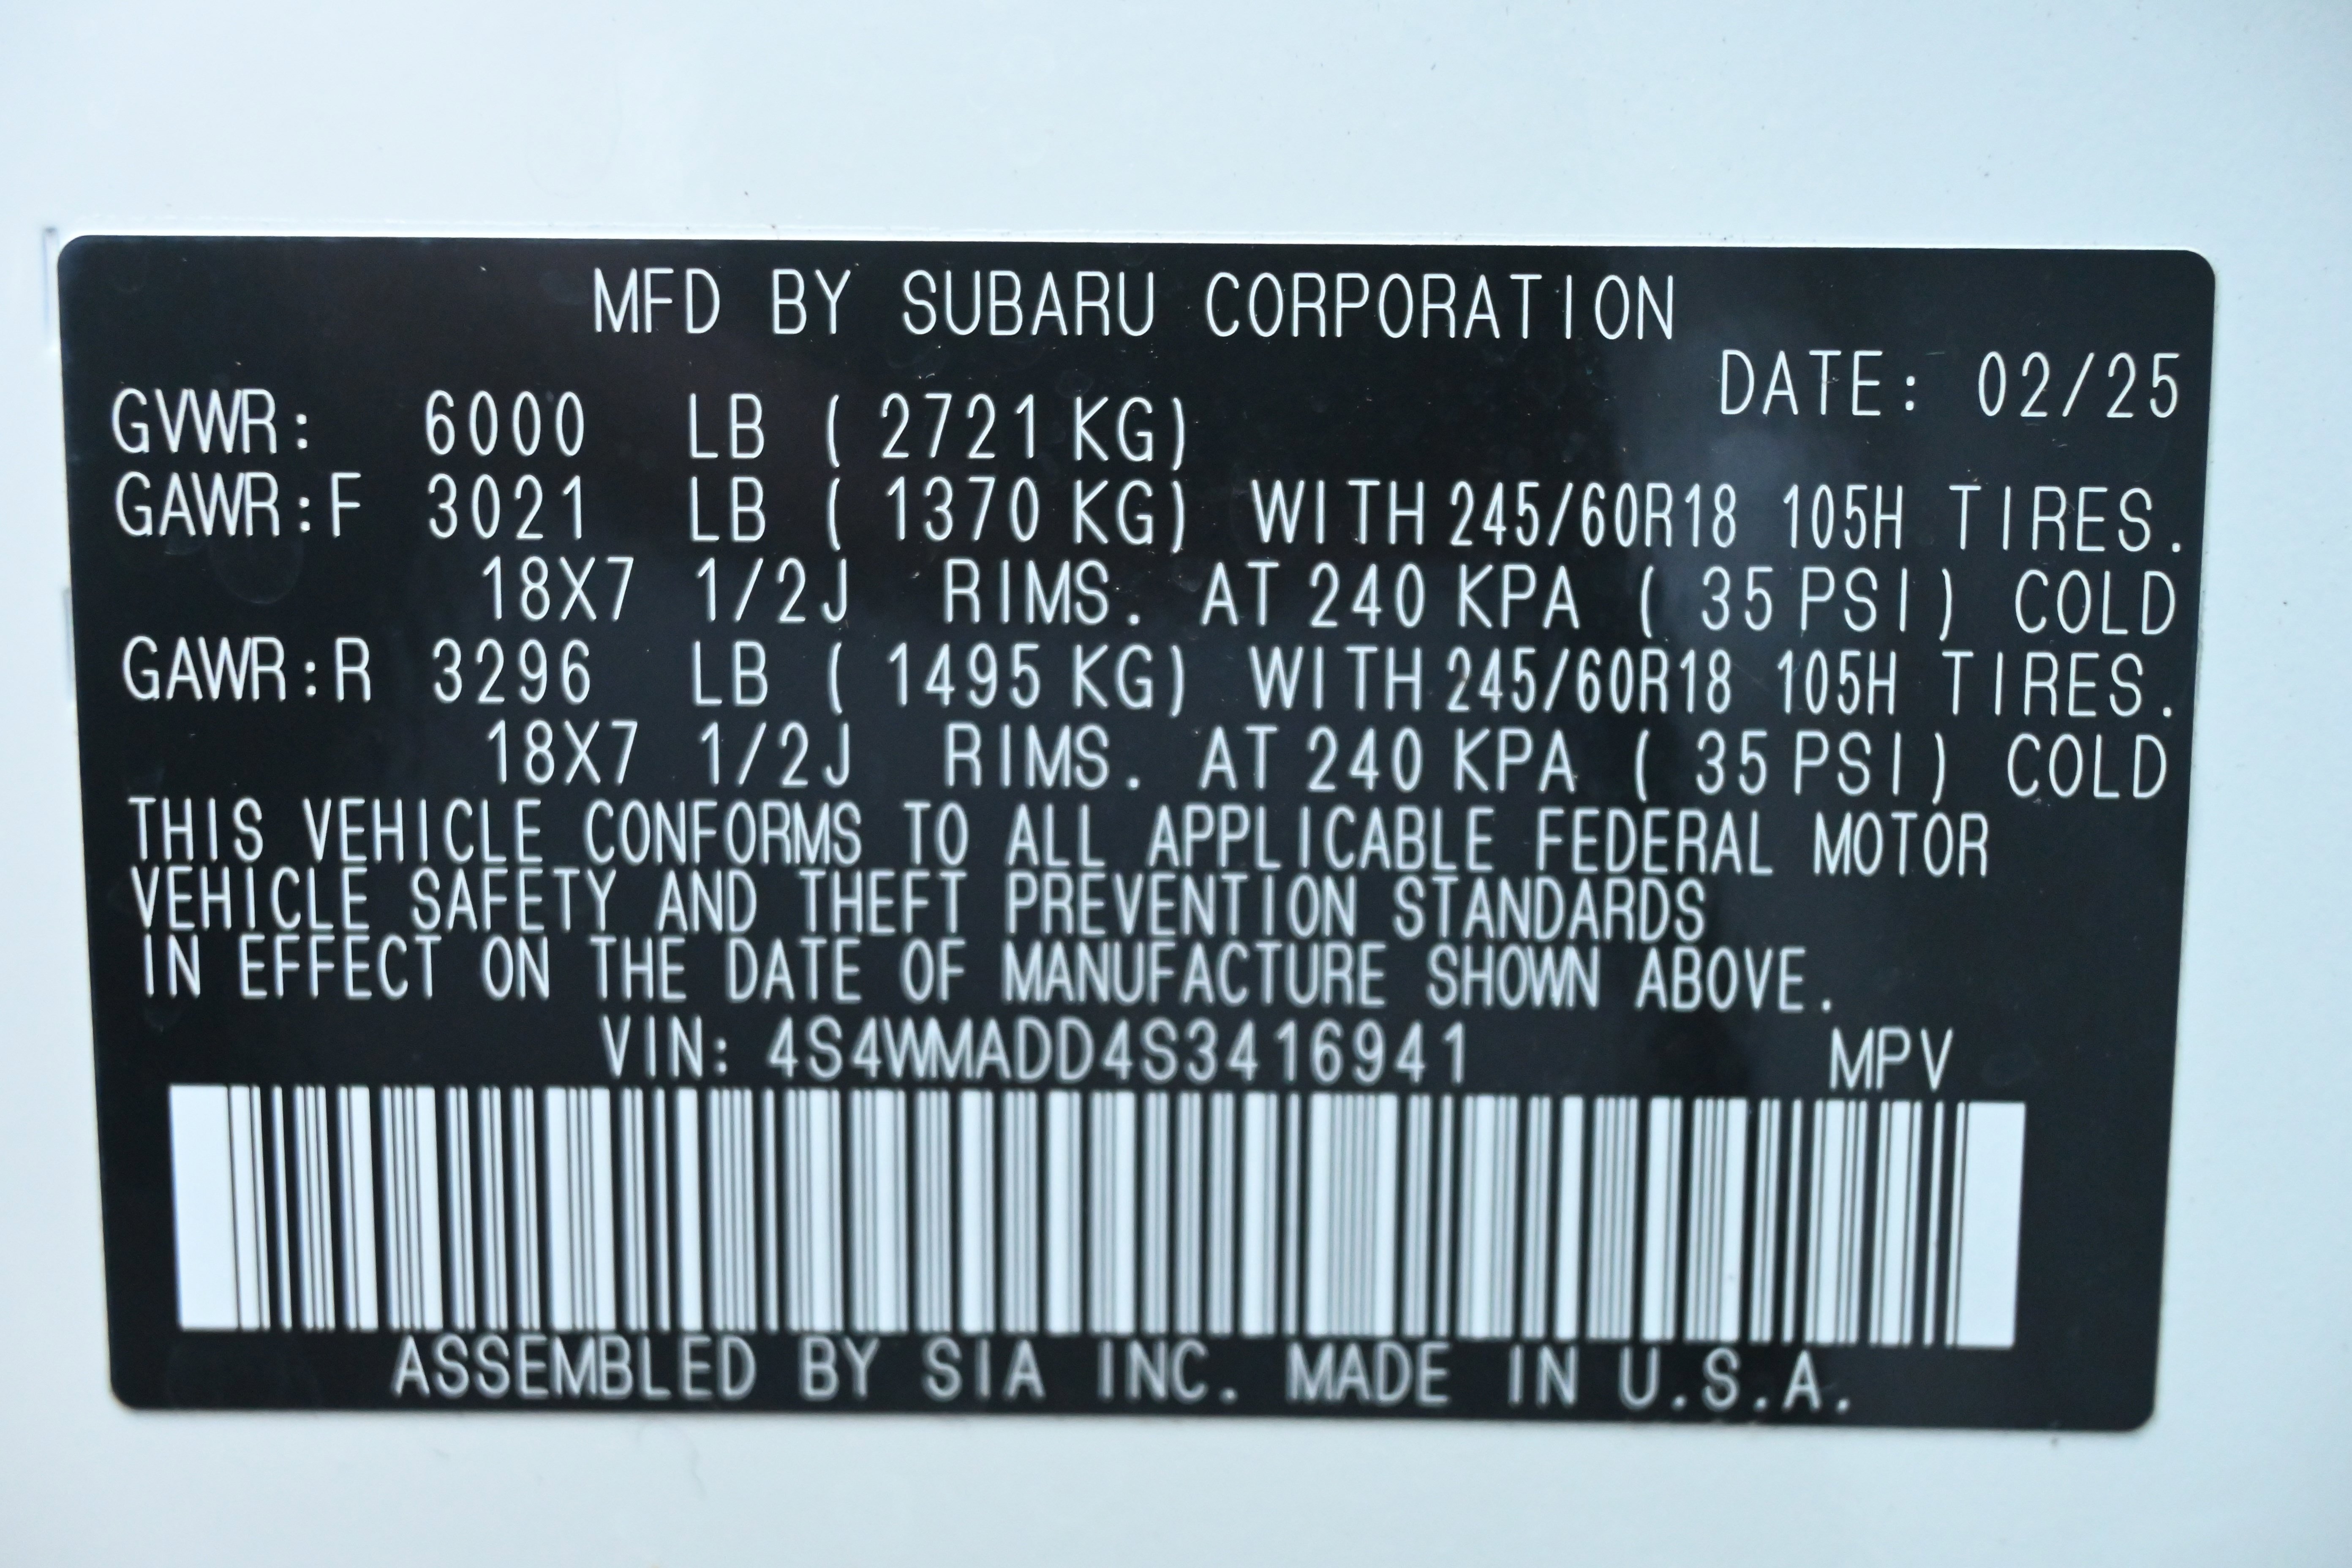 MFD BY SUBARU CORPORATION
DATE: 02/25
GVWR: 6000 LB ( 2721 KG)
GAWR:F 3021 LB ( 1370 KG) WITH 245/60R18 105H TIRES.
18X7 1/2J RIMS. AT 240 KPA ( 35 PSI) COLD
GAWR:R 3296 LB ( 1495 KG) WITH 245/60R18 105H TIRES.
18X7 1/2J RIMS. AT 240 KPA ( 35 PSI) COLD
THIS VEHICLE CONFORMS TO ALL APPLICABLE FEDERAL MOTOR
VEHICLE SAFETY AND THEFT PREVENTION STANDARDS
IN EFFECT ON THE DATE OF MANUFACTURE SHOWN ABOVE.
VIN: 4S4WMADD4S3416941 MPV
ASSEMBLED BY SIA INC. MADE IN U.S.A.